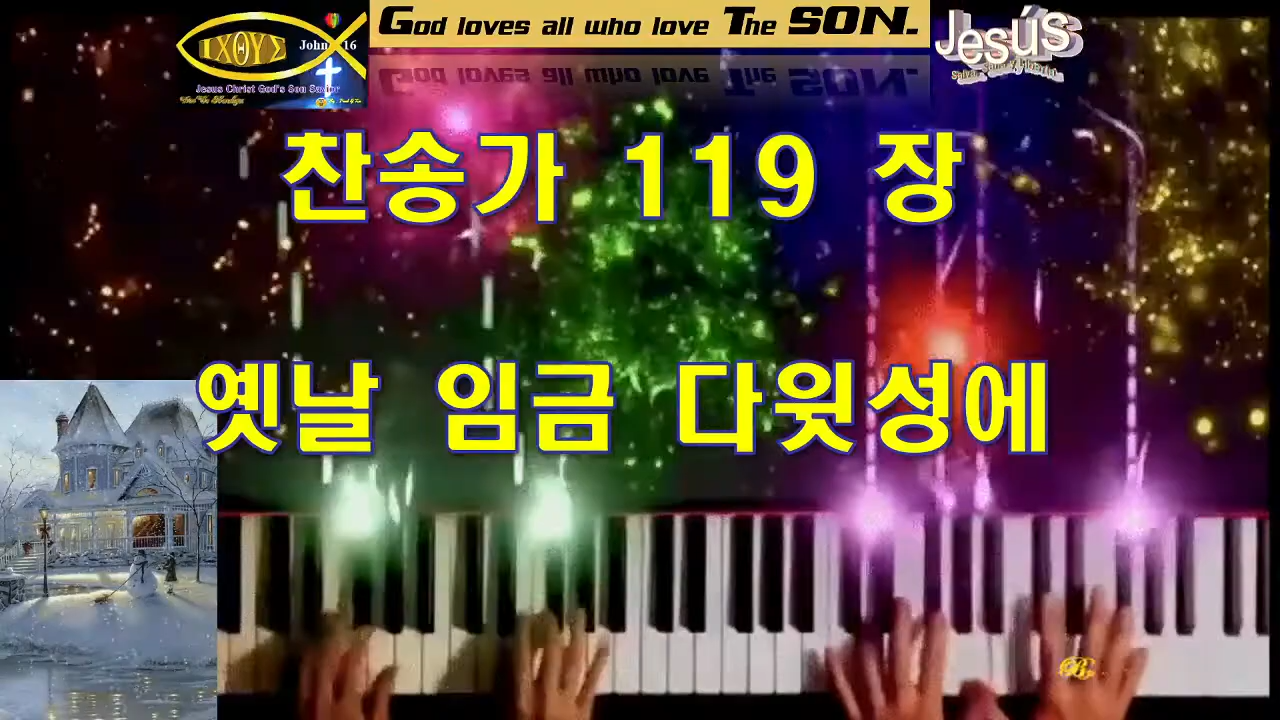 God loves all who love The SON.
ΙΧΘΥΣ
John 16
Jesus Christ God's Son Savior
Jesús
찬송가 119 장
옛날 임금 다윗성에